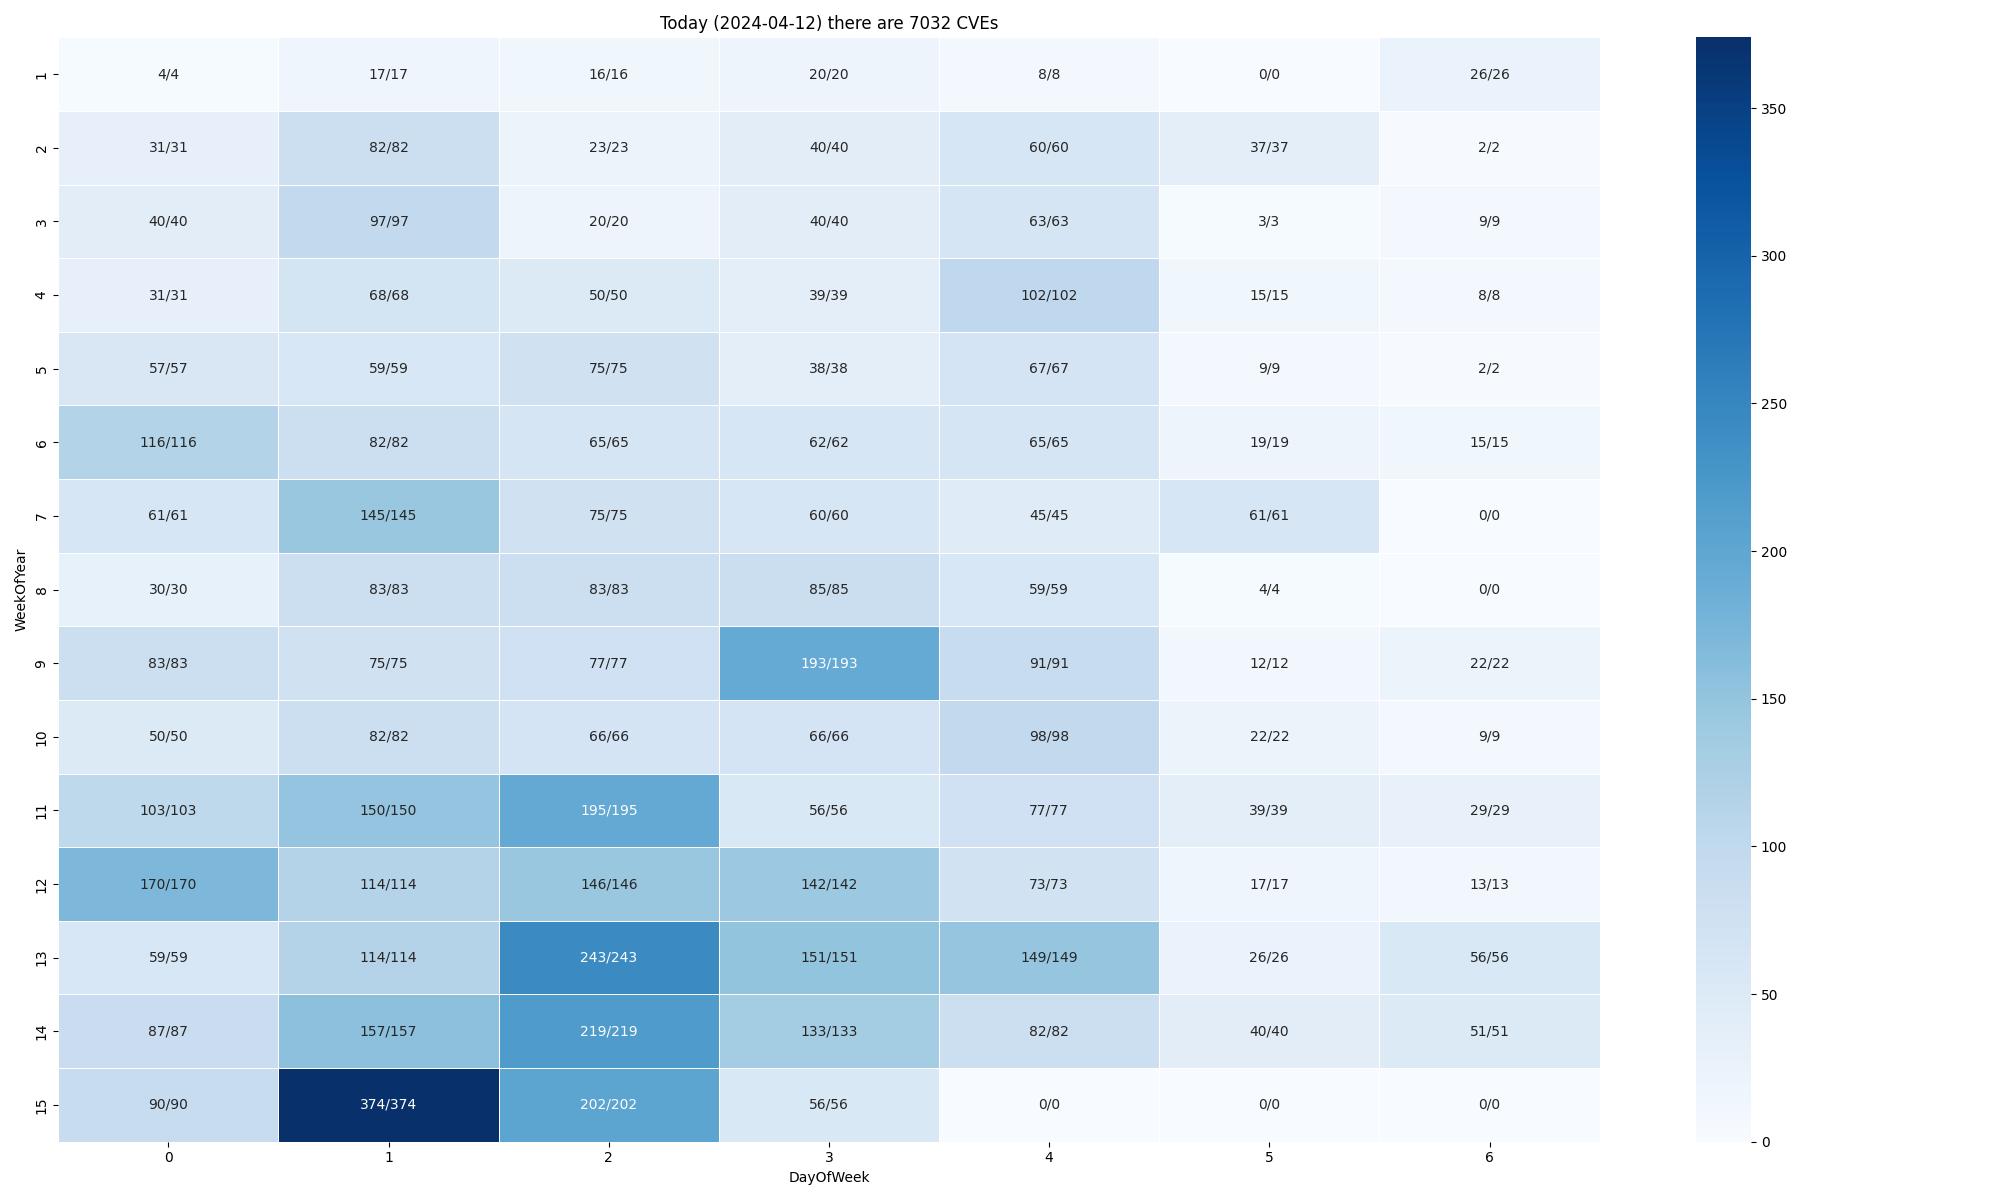 Today (2024-04-12) there are 7032 CVEs
1 4/4 17/17 16/16 20/20 8/8 0/0 26/26
2 31/31 82/82 23/23 40/40 60/60 37/37 2/2
3 40/40 97/97 20/20 40/40 63/63 3/3 9/9
4 31/31 68/68 50/50 39/39 102/102 15/15 8/8
5 57/57 59/59 75/75 38/38 67/67 9/9 2/2
6 116/116 82/82 65/65 62/62 65/65 19/19 15/15
7 61/61 145/145 75/75 60/60 45/45 61/61 0/0
8 30/30 83/83 83/83 85/85 59/59 4/4 0/0
9 83/83 75/75 77/77 193/193 91/91 12/12 22/22
10 50/50 82/82 66/66 66/66 98/98 22/22 9/9
11 103/103 150/150 195/195 56/56 77/77 39/39 29/29
12 170/170 114/114 146/146 142/142 73/73 17/17 13/13
13 59/59 114/114 243/243 151/151 149/149 26/26 56/56
14 87/87 157/157 219/219 133/133 82/82 40/40 51/51
15 90/90 374/374 202/202 56/56 0/0 0/0 0/0
0 1 2 3 4 5 6
DayOfWeek
WeekOfYear
350
300
250
200
150
100
50
0